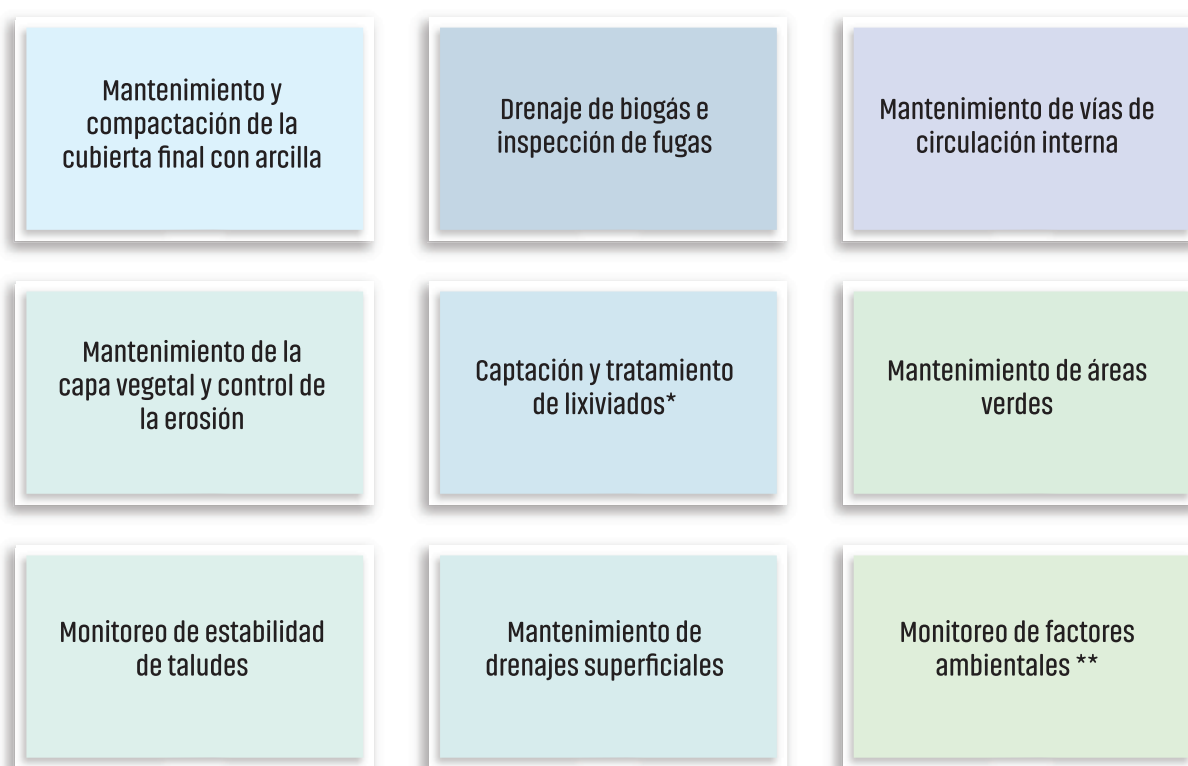 Mantenimiento y
compactación de la
cubierta final con arcilla
Drenaje de biogás e
inspección de fugas
Mantenimiento de vías de
circulación interna
Mantenimiento de la
capa vegetal y control de
la erosión
Captación y tratamiento
de lixiviados*
Mantenimiento de áreas
verdes
Monitoreo de estabilidad
de taludes
Mantenimiento de
drenajes superficiales
Monitoreo de factores
ambientales **